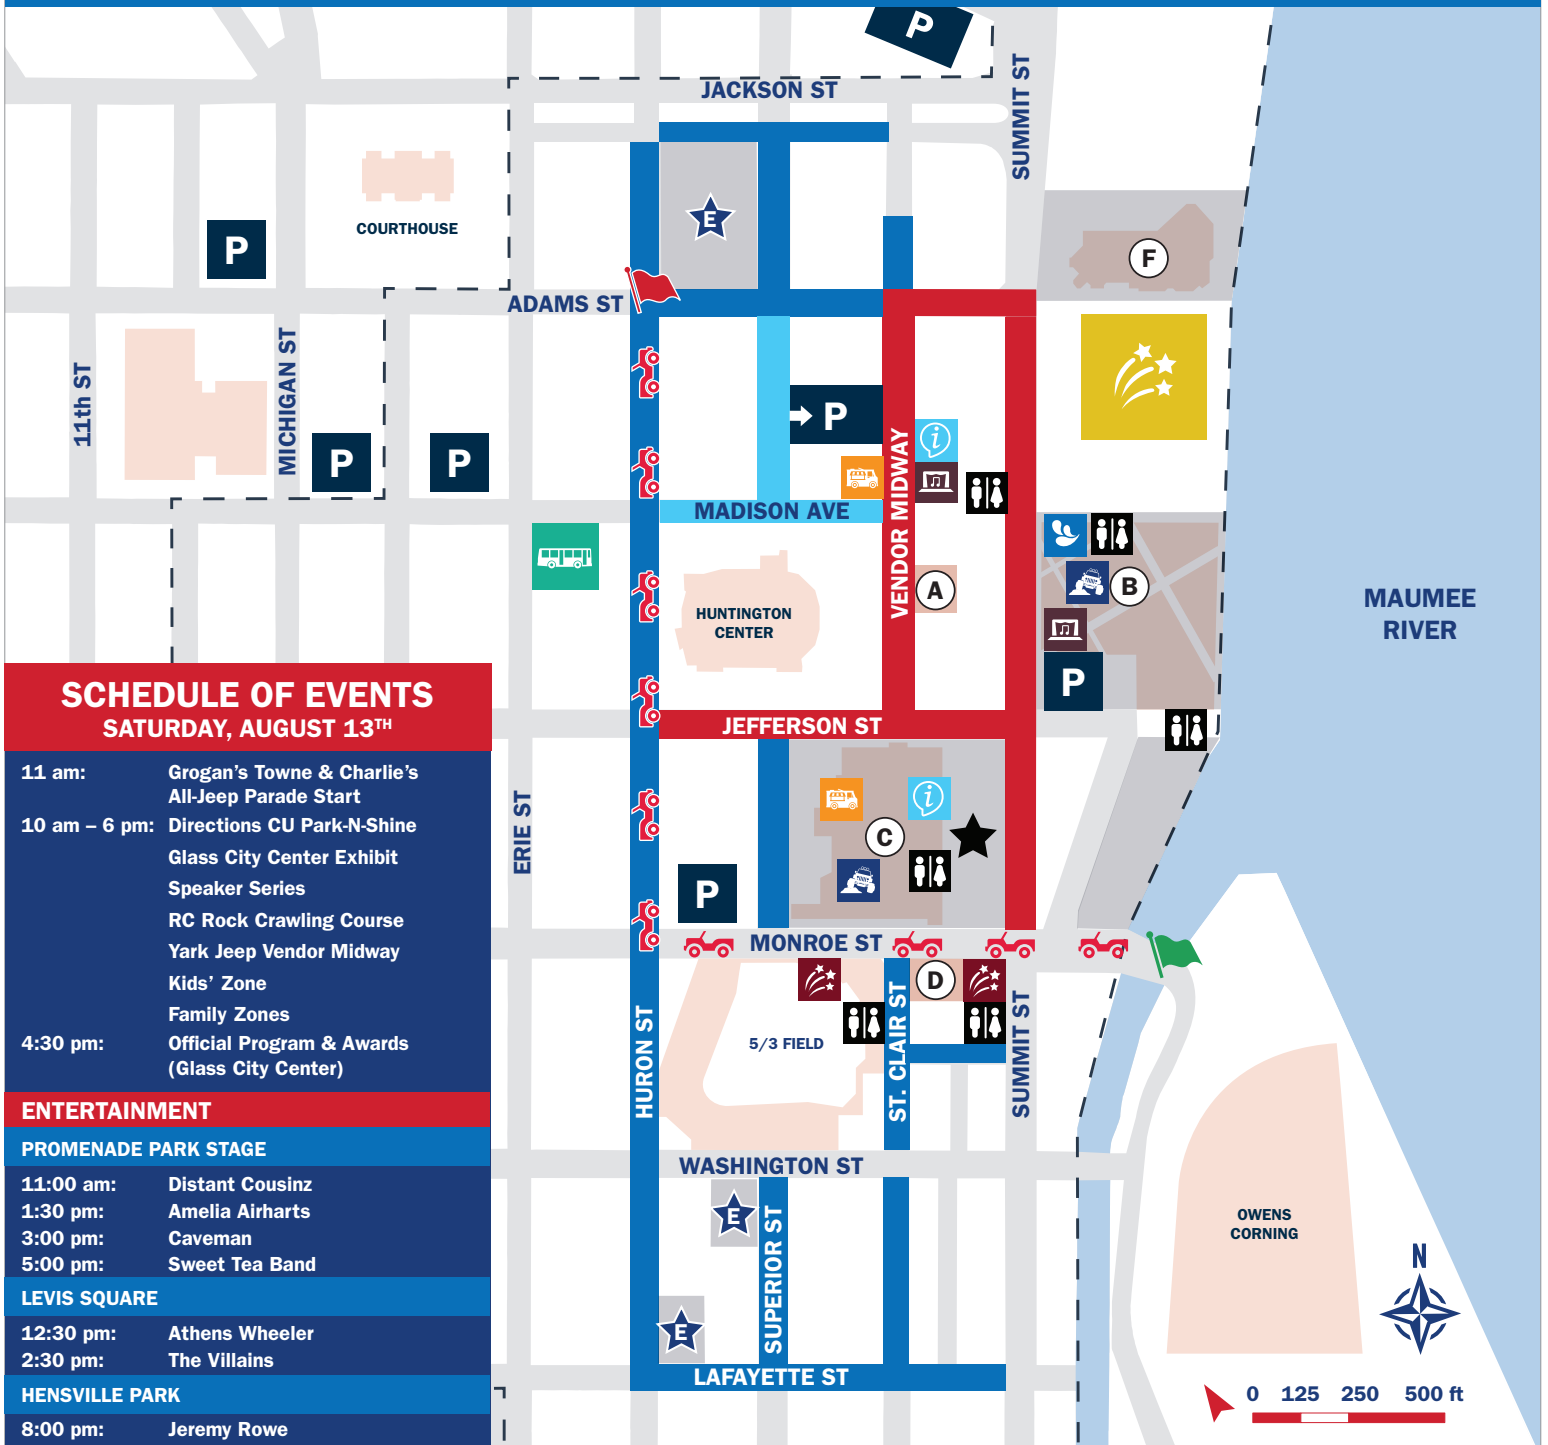 P
JACKSON ST
SUMMIT ST
COURTHOUSE
P
E
F
ADAMS ST
11th ST
MICHIGAN ST
P
P
P
i
VENDOR MIDWAY
MADISON AVE
A
B
HUNTINGTON
CENTER
MAUMEE
RIVER
P
JEFFERSON ST
i
C
ERIE ST
P
MONROE ST
D
5/3 FIELD
HURON ST
ST. CLAIR ST
SUMMIT ST
WASHINGTON ST
E
SUPERIOR ST
E
LAFAYETTE ST
OWENS
CORNING
N
0 125 250 500 ft
SCHEDULE OF EVENTS
SATURDAY, AUGUST 13TH
11 am: Grogan's Towne & Charlie's
All-Jeep Parade Start
10 am – 6 pm: Directions CU Park-N-Shine
Glass City Center Exhibit
Speaker Series
RC Rock Crawling Course
Yark Jeep Vendor Midway
Kids' Zone
Family Zones
4:30 pm: Official Program & Awards
(Glass City Center)
ENTERTAINMENT
PROMENADE PARK STAGE
11:00 am: Distant Cousinz
1:30 pm: Amelia Airharts
3:00 pm: Caveman
5:00 pm: Sweet Tea Band
LEVIS SQUARE
12:30 pm: Athens Wheeler
2:30 pm: The Villains
HENSVILLE PARK
8:00 pm: Jeremy Rowe